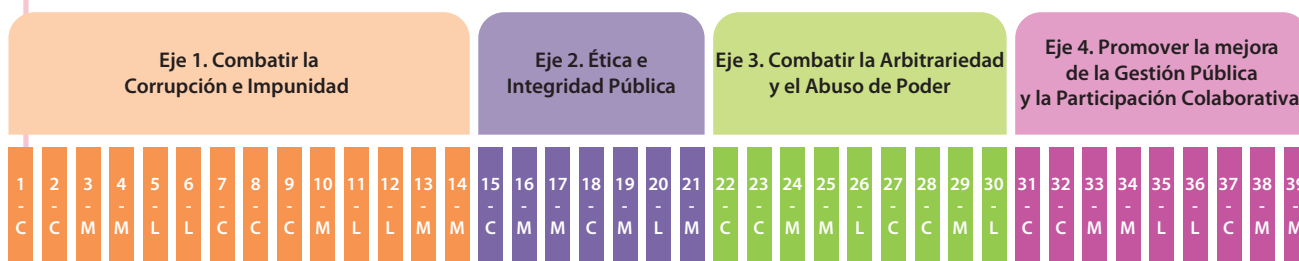 Eje 1. Combatir la
Corrupción e Impunidad
Eje 2. Ética e
Integridad Pública
Eje 3. Combatir la Arbitrariedad
y el Abuso de Poder
Eje 4. Promover la mejora
de la Gestión Pública
y la Participación Colaborativa
1 2 3 4 5 6 7 8 9 10 11 12 13 14 15 16 17 18 19 20 21 22 23 24 25 26 27 28 29 30 31 32 33 34 35 36 37 38 39
- - - - - - - - - - - - - - - - - - - - - - - - - - - - - - - - - - - - - - -
C C M M L L C C C M L L M M C M M C M L M C C M M L C C M L C C M M L L C M M